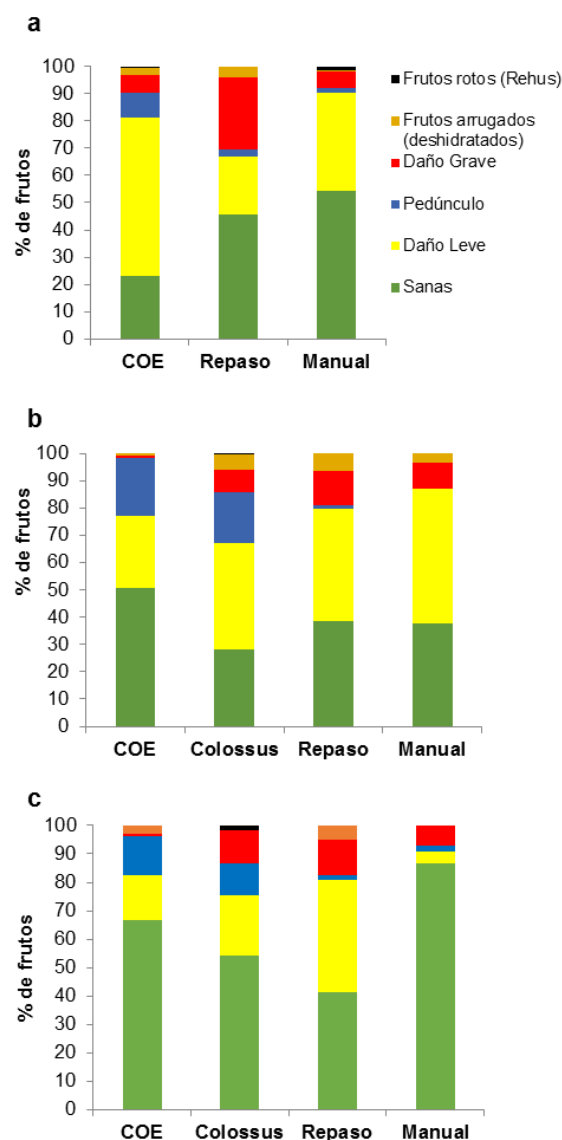 a
% de frutos
100
90
80
70
60
50
40
30
20
10
0
COE Repaso Manual
Frutos rotos (Rehus)
Frutos arrugados
(deshidratados)
Daño Grave
Pedúnculo
Daño Leve
Sanas
b
% de frutos
100
90
80
70
60
50
40
30
20
10
0
COE Colossus Repaso Manual
c
% de frutos
100
90
80
70
60
50
40
30
20
10
0
COE Colossus Repaso Manual